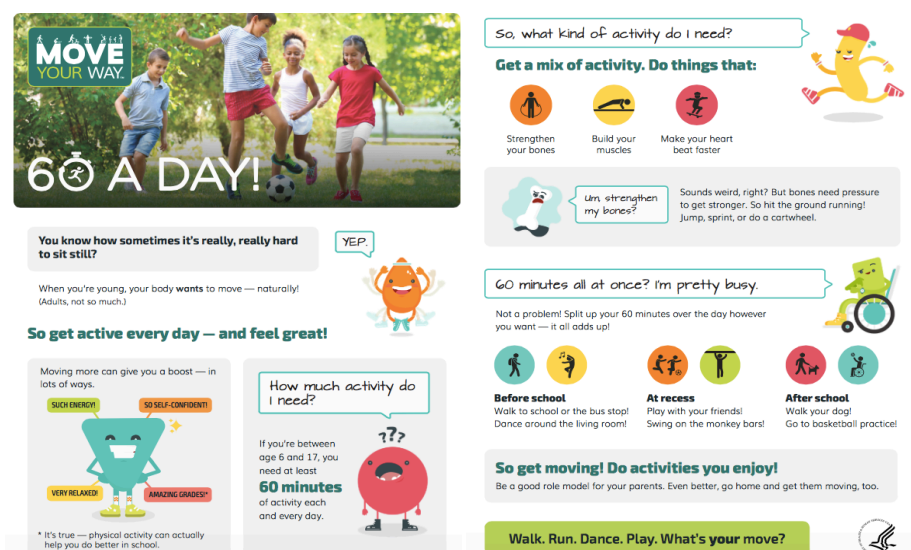 MOVE
YOUR WAY™
60 A DAY!
You know how sometimes it's really, really hard
to sit still?
YEP.
When you're young, your body wants to move — naturally!
(Adults, not so much.)
So get active every day — and feel great!
Moving more can give you a boost — in
lots of ways.
SUCH ENERGY!
SO SELF-CONFIDENT!
VERY RELAXED!
AMAZING GRADES!*
* It's true — physical activity can actually
help you do better in school.
How much activity do
I need?
If you're between
age 6 and 17, you
need at least
60 minutes
of activity each
and every day.
???
So, what kind of activity do I need?
Get a mix of activity. Do things that:
Strengthen
your bones
Build your
muscles
Make your heart
beat faster
Um, strengthen
my bones?
Sounds weird, right? But bones need pressure
to get stronger. So hit the ground running!
Jump, sprint, or do a cartwheel.
60 minutes all at once? I'm pretty busy.
Not a problem! Split up your 60 minutes over the day however
you want — it all adds up!
Before school
Walk to school or the bus stop!
Dance around the living room!
At recess
Play with your friends!
Swing on the monkey bars!
After school
Walk your dog!
Go to basketball practice!
So get moving! Do activities you enjoy!
Be a good role model for your parents. Even better, go home and get them moving, too.
Walk. Run. Dance. Play. What's your move?